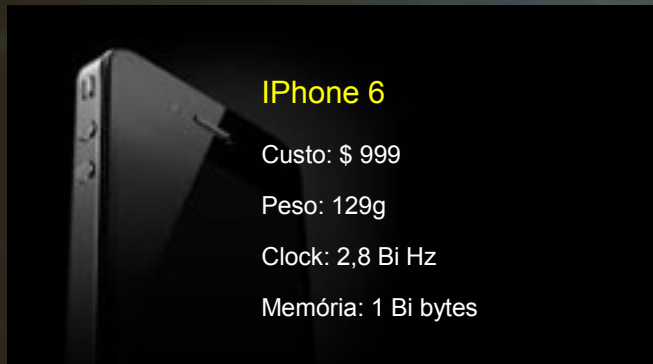 IPhone 6
Custo: $ 999
Peso: 129g
Clock: 2,8 Bi Hz
Memória: 1 Bi bytes